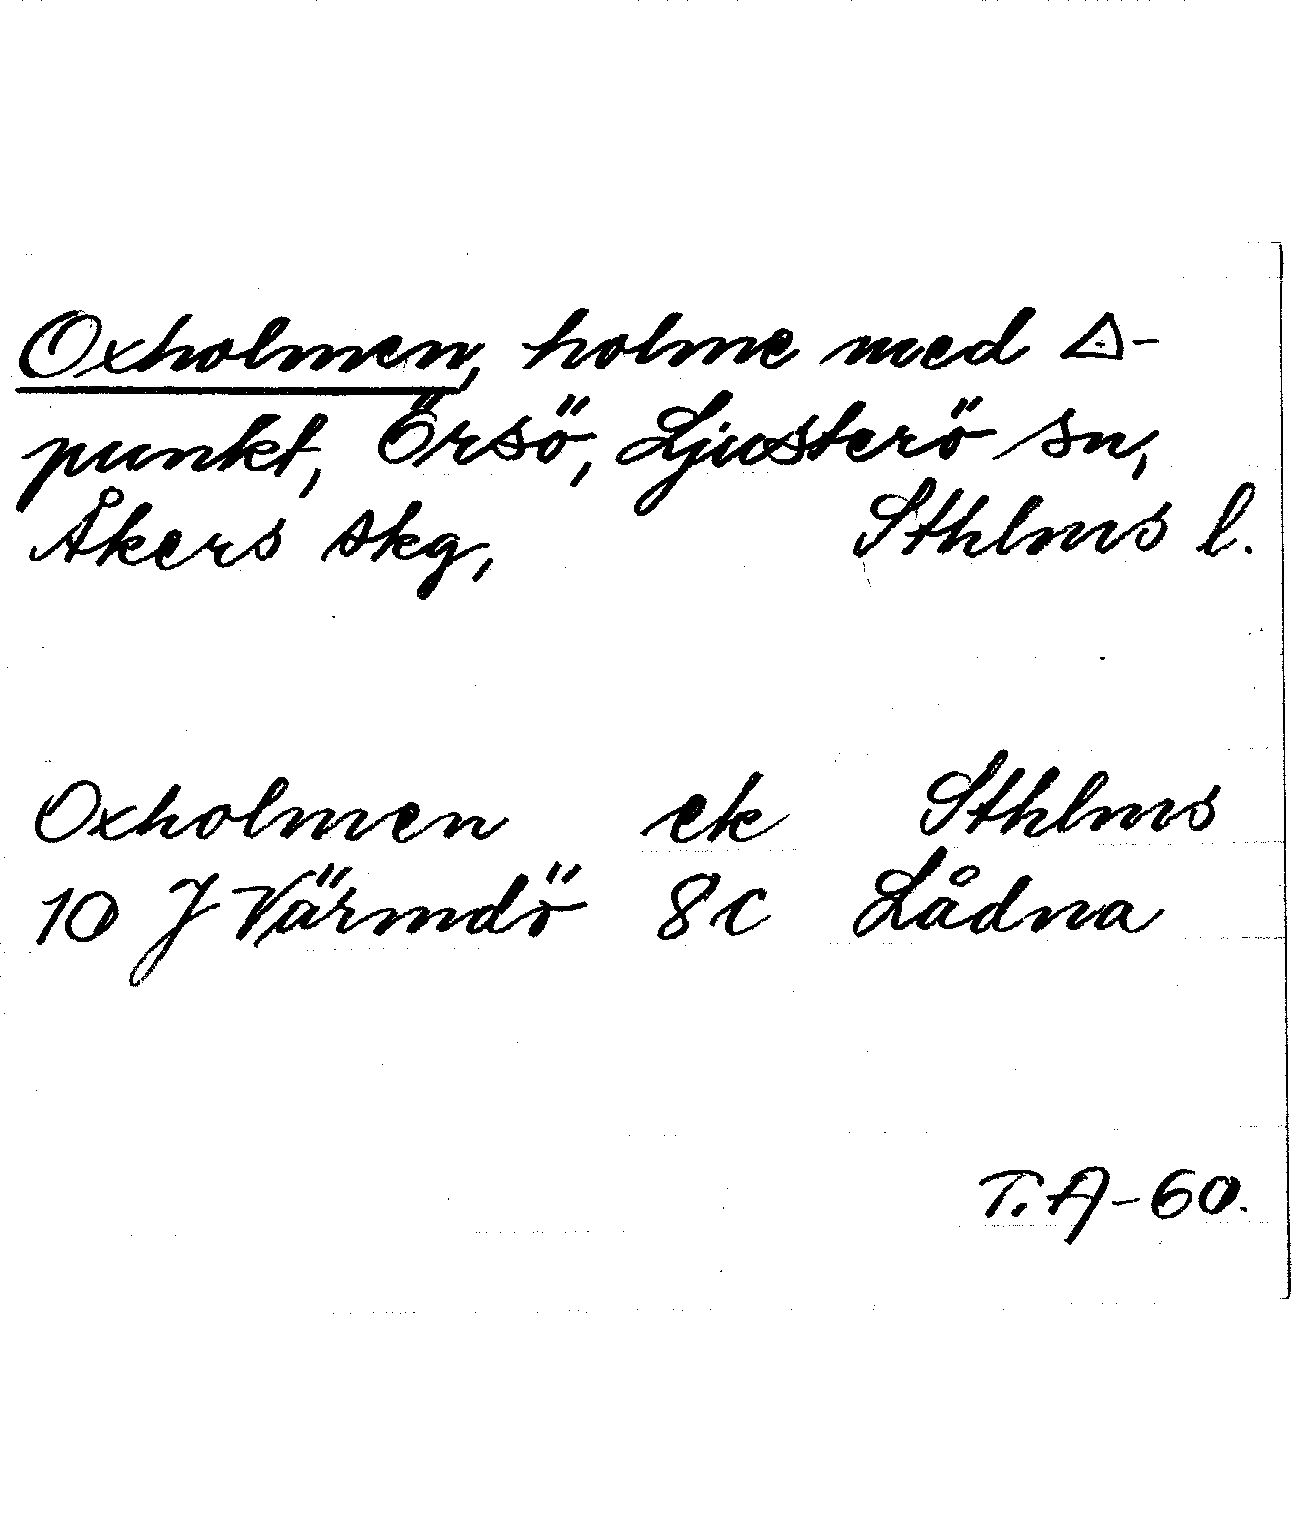 Oxholmen, holme med △-
punkt, Örsö, Ljusterö sn,
Åkers skg, Sthlms l.
Oxholmen ek Sthlms
10 J Värmdö 8c Lådna
T.A-60.